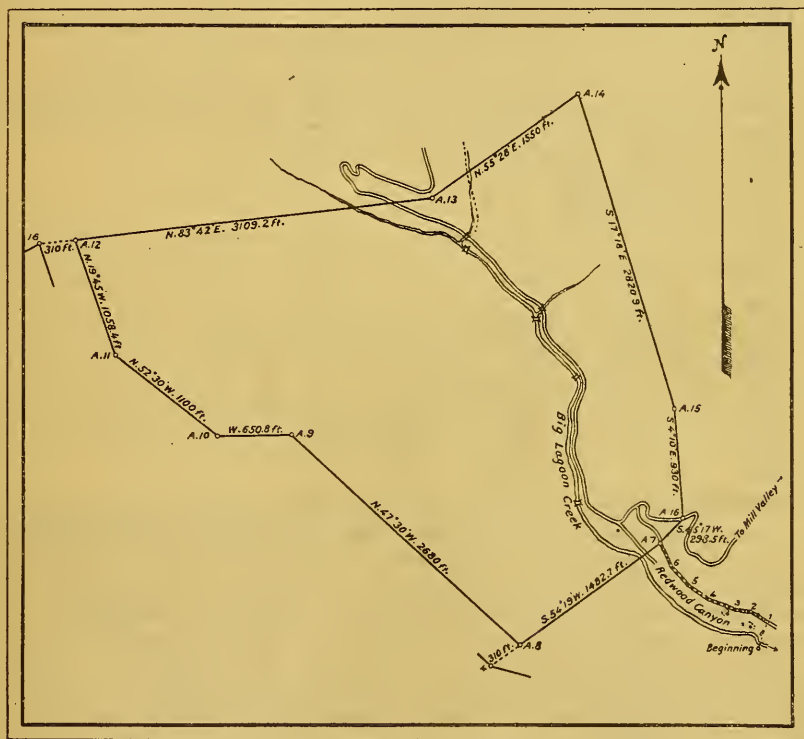 N
A.14
N.55°28'E.1550 ft.
A.13
N.83°42'E. 3109.2 ft.
16
310 ft.
A.12
N.19°45'W.1058.4 ft
S 17°18'E 2820.9 ft.
A.11
N.52°30'W.1100 ft.
A.10
W.650.8 ft.
A.9
A.15
S.4°10'E.930 ft.
Big Lagoon Creek
N.47°30'W.2680 ft.
A 16
S.45°17'W.
298.5 ft.
To Mill Valley
A 7
6
5
4
3
2
1
Redwood Canyon
S.54°19'W.1482.7 ft.
A.8
310 ft.
Beginning